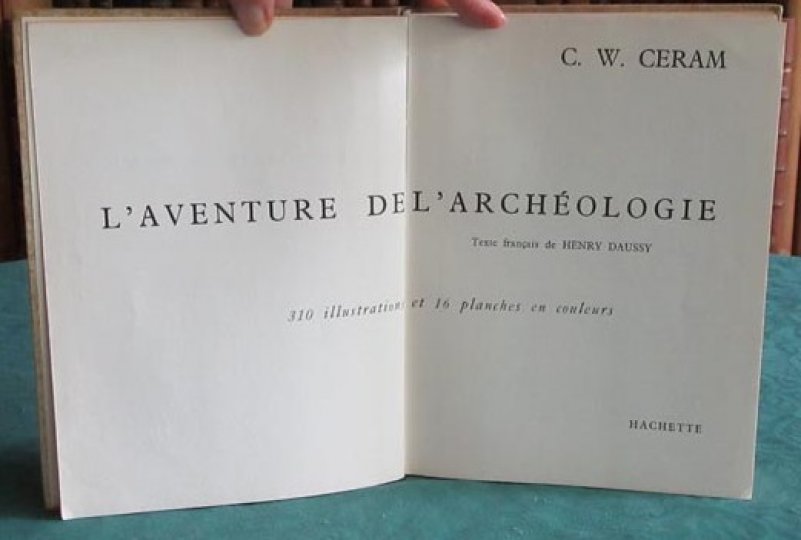 C. W. CERAM
L'AVENTURE DE L'ARCHÉOLOGIE
Texte français de HENRY DAUSSY
310 illustrations et 16 planches en couleurs
HACHETTE